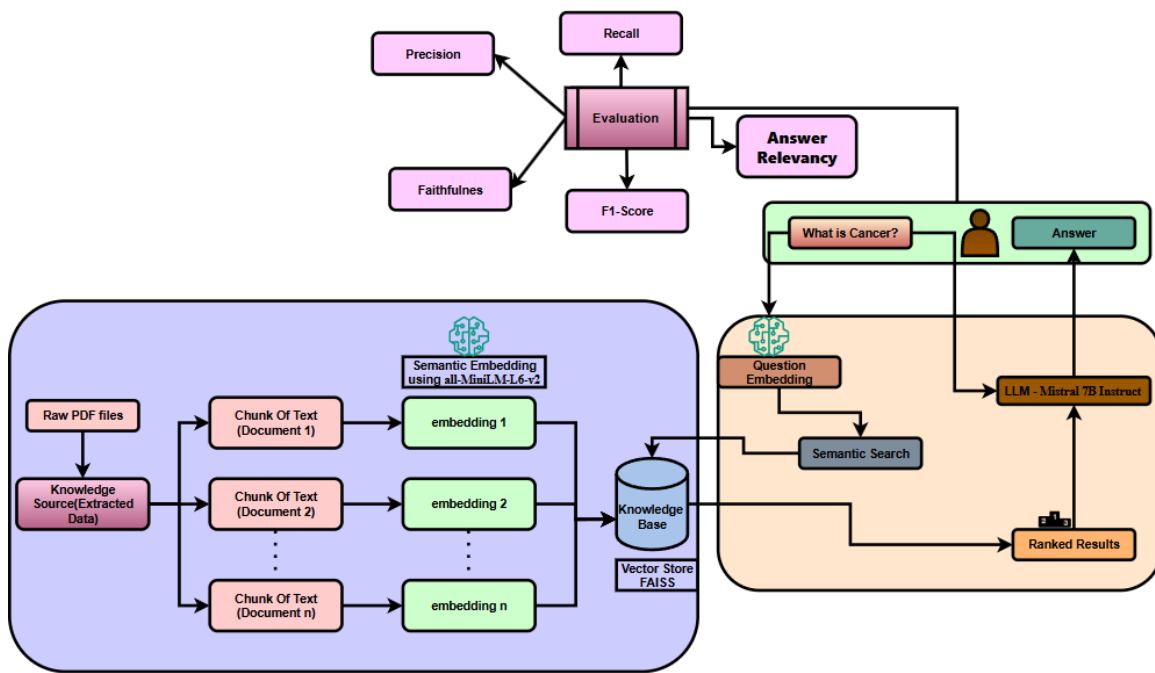 Recall
Precision
Evaluation
Answer
Relevancy
Faithfulnes
F1-Score
What is Cancer?
Answer
Semantic Embedding
using all-MiniLM-L6-v2
Question
Embedding
LLM - Mistral 7B Instruct
Raw PDF files
Chunk Of Text
(Document 1)
embedding 1
Semantic Search
Knowledge
Source(Extracted
Data)
Chunk Of Text
(Document 2)
embedding 2
Knowledge
Base
2 1 3
Ranked Results
Vector Store
FAISS
Chunk Of Text
(Document n)
embedding n